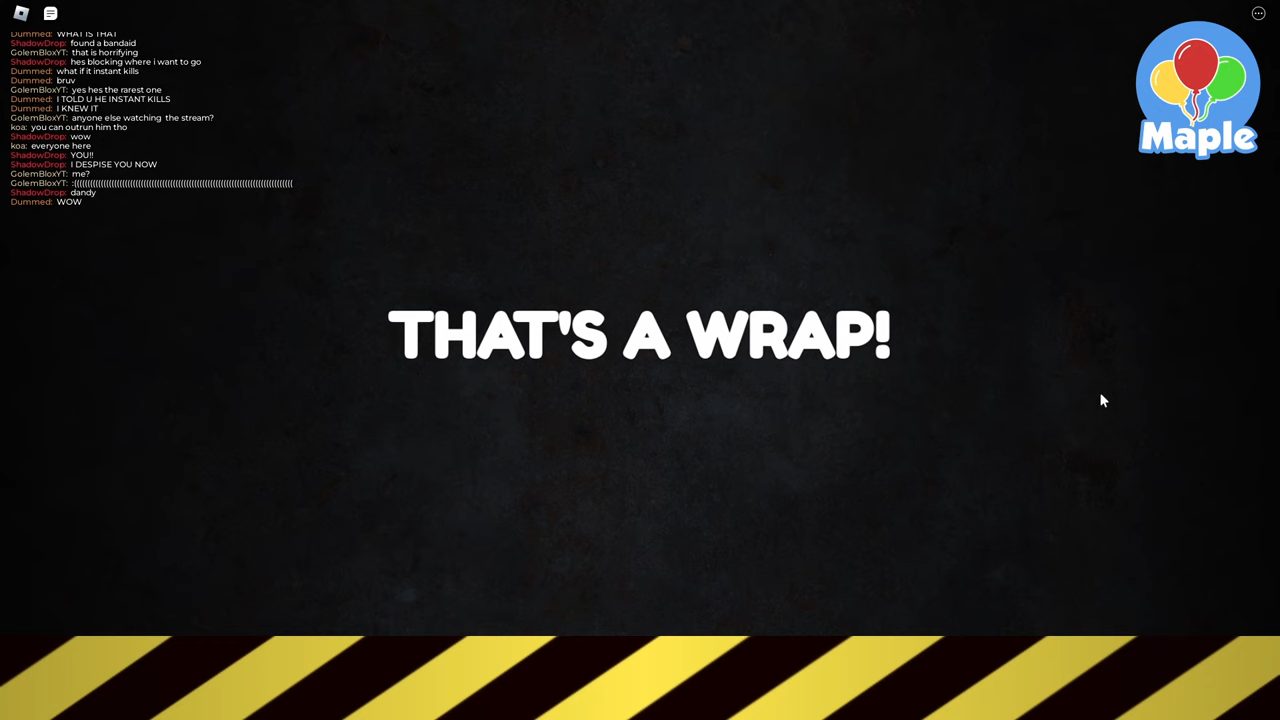 Dummed: WHAT IS THAT
ShadowDrop: found a bandaid
GolemBloxYT: that is horrifying
ShadowDrop: hes blocking where i want to go
Dummed: what if it instant kills
Dummed: bruv
GolemBloxYT: yes hes the rarest one
Dummed: I TOLD U HE INSTANT KILLS
Dummed: I KNEW IT
GolemBloxYT: anyone else watching the stream?
koa: you can outrun him tho
ShadowDrop: wow
koa: everyone here
ShadowDrop: YOU!!
ShadowDrop: I DESPISE YOU NOW
GolemBloxYT: me?
GolemBloxYT: :((((((((((((((((((((((((((((((((((((((((((((((((((((((((((((((((((((((((((((((((
ShadowDrop: dandy
Dummed: WOW
Maple
THAT'S A WRAP!